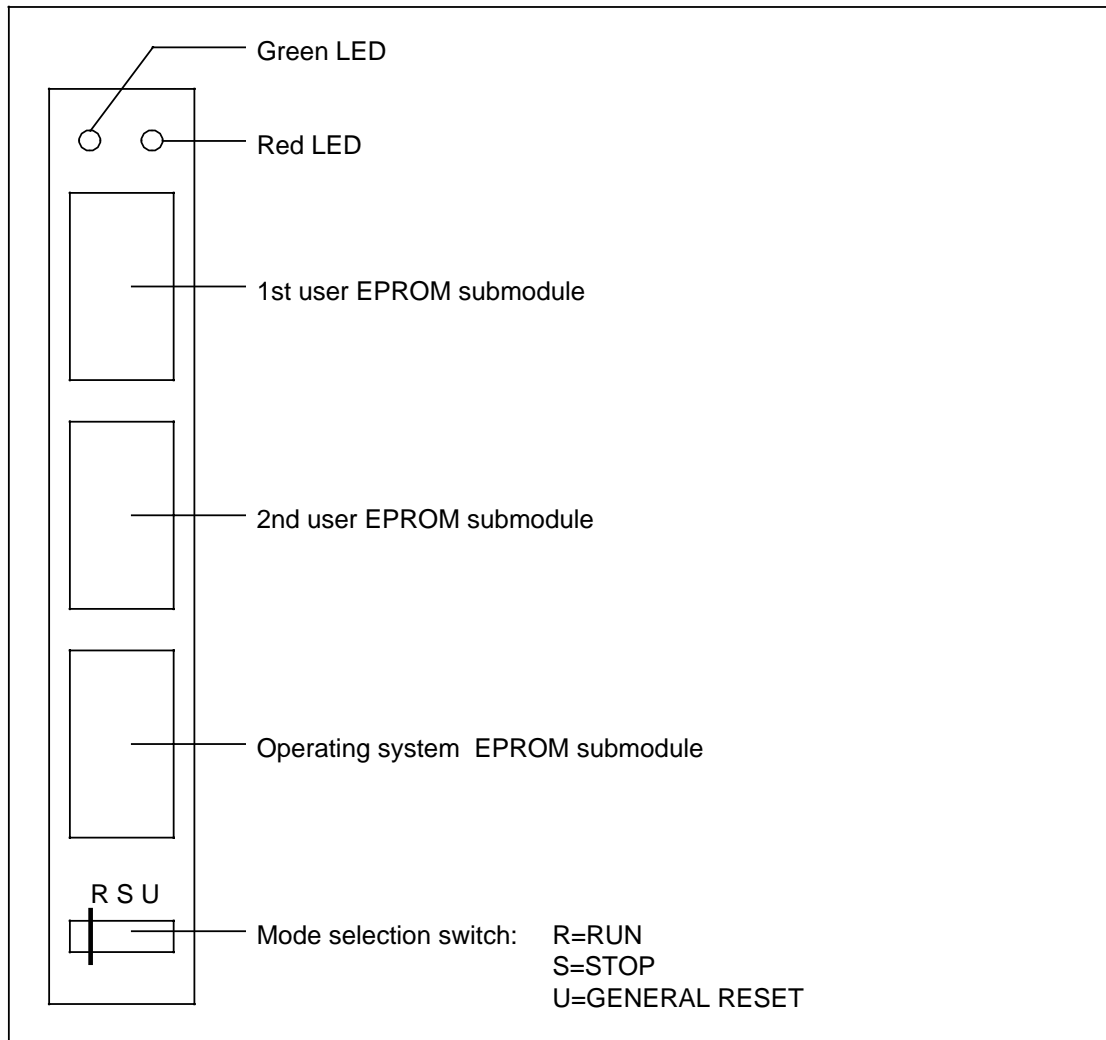 Green LED
Red LED
1st user EPROM submodule
2nd user EPROM submodule
Operating system EPROM submodule
R S U
Mode selection switch: R=RUN
S=STOP
U=GENERAL RESET